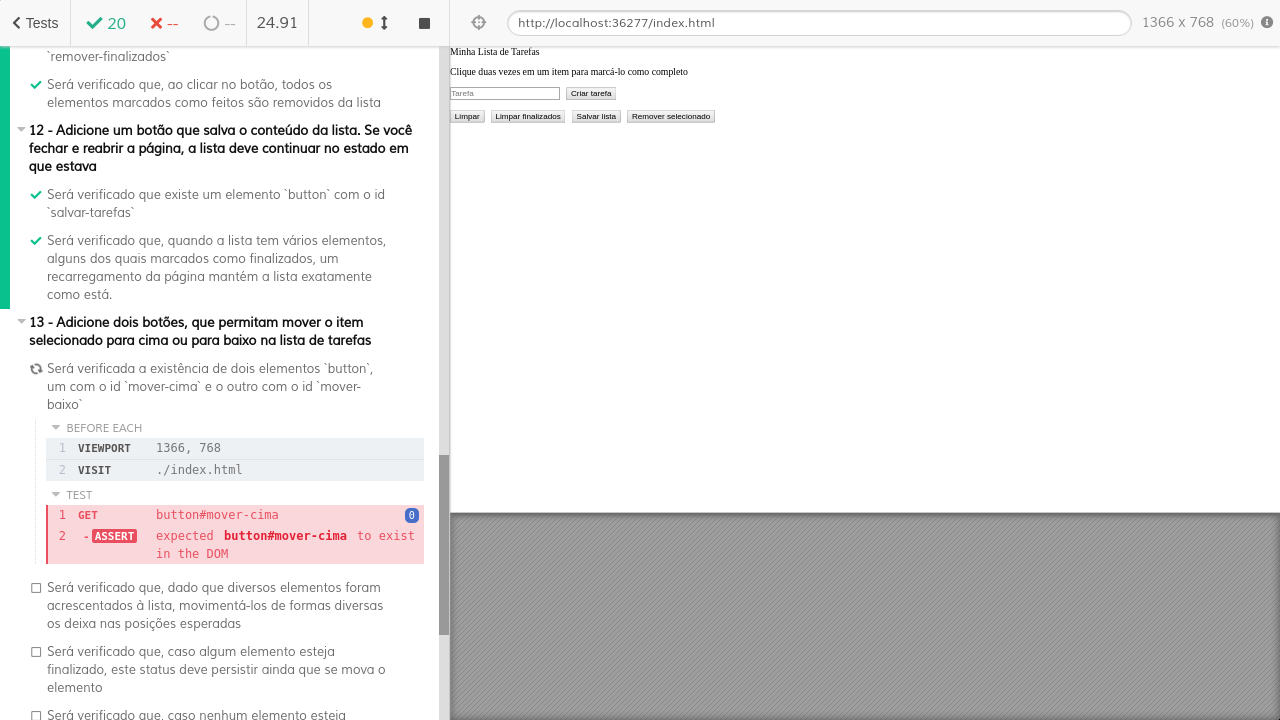 Tests 20 -- -- 24.91
http://localhost:36277/index.html 1366 x 768 (60%)
`remover-finalizados`
Será verificado que, ao clicar no botão, todos os
elementos marcados como feitos são removidos da lista
12 - Adicione um botão que salva o conteúdo da lista. Se você
fechar e reabrir a página, a lista deve continuar no estado em
que estava
Será verificado que existe um elemento `button` com o id
`salvar-tarefas`
Será verificado que, quando a lista tem vários elementos,
alguns dos quais marcados como finalizados, um
recarregamento da página mantém a lista exatamente
como está.
13 - Adicione dois botões, que permitam mover o item
selecionado para cima ou para baixo na lista de tarefas
Será verificada a existência de dois elementos `button`,
um com o id `mover-cima` e o outro com o id `mover-
baixo`
BEFORE EACH
1 VIEWPORT 1366, 768
2 VISIT ./index.html
TEST
1 GET button#mover-cima 0
2 -ASSERT expected button#mover-cima to exist
in the DOM
Será verificado que, dado que diversos elementos foram
acrescentados à lista, movimentá-los de formas diversas
os deixa nas posições esperadas
Será verificado que, caso algum elemento esteja
finalizado, este status deve persistir ainda que se mova o
elemento
Será verificado que, caso nenhum elemento esteja
Minha Lista de Tarefas
Clique duas vezes em um item para marcá-lo como completo
Tarefa Criar tarefa
Limpar Limpar finalizados Salvar lista Remover selecionado